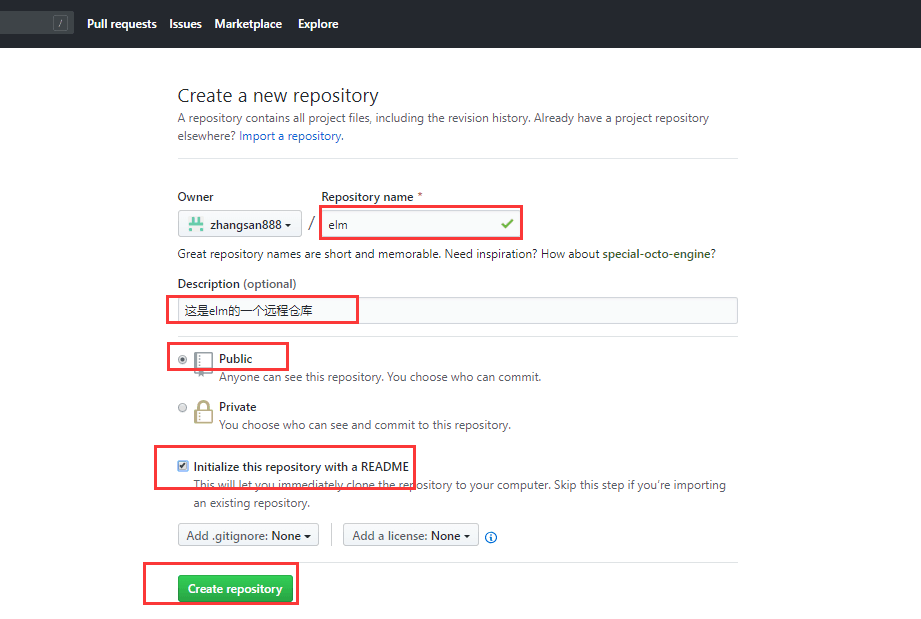 / Pull requests Issues Marketplace Explore
Create a new repository
A repository contains all project files, including the revision history. Already have a project repository
elsewhere? Import a repository.
Owner Repository name *
zhangsan888 / elm
Great repository names are short and memorable. Need inspiration? How about special-octo-engine?
Description (optional)
这是elm的一个远程仓库
Public
Anyone can see this repository. You choose who can commit.
Private
You choose who can see and commit to this repository.
Initialize this repository with a README
This will let you immediately clone the repository to your computer. Skip this step if you're importing
an existing repository.
Add .gitignore: None Add a license: None
Create repository